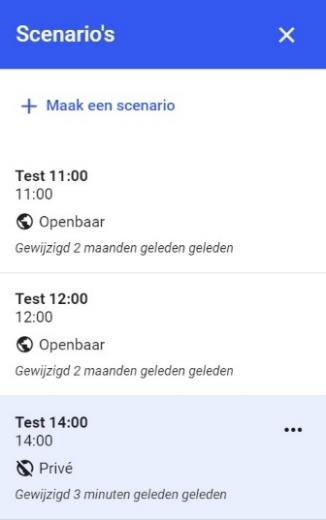 Scenario's
Maak een scenario
Test 11:00
11:00
Openbaar
Gewijzigd 2 maanden geleden geleden
Test 12:00
12:00
Openbaar
Gewijzigd 2 maanden geleden geleden
Test 14:00
14:00
Privé
Gewijzigd 3 minuten geleden geleden